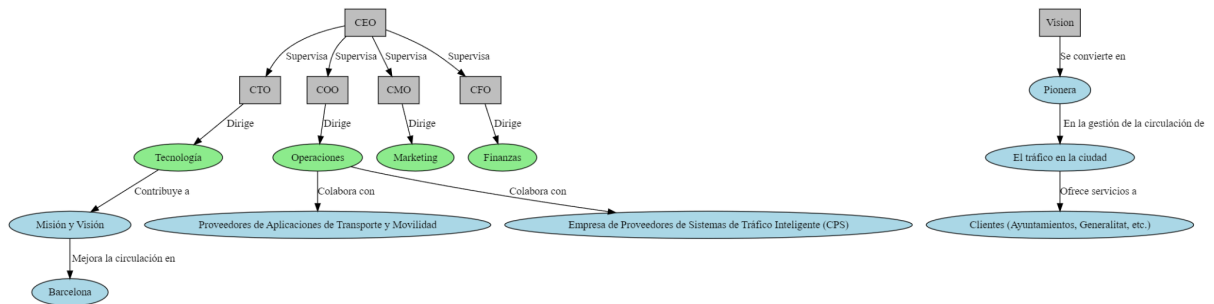 CEO
Vision
Supervisa
Supervisa
Supervisa
Supervisa
Se convierte en
CTO
COO
CMO
CFO
Pionera
Dirige
Dirige
Dirige
Dirige
En la gestión de la circulación de
Tecnología
Operaciones
Marketing
Finanzas
El tráfico en la ciudad
Contribuye a
Colabora con
Colabora con
Ofrece servicios a
Misión y Visión
Proveedores de Aplicaciones de Transporte y Movilidad
Empresa de Proveedores de Sistemas de Tráfico Inteligente (CPS)
Clientes (Ayuntamientos, Generalitat, etc.)
Mejora la circulación en
Barcelona